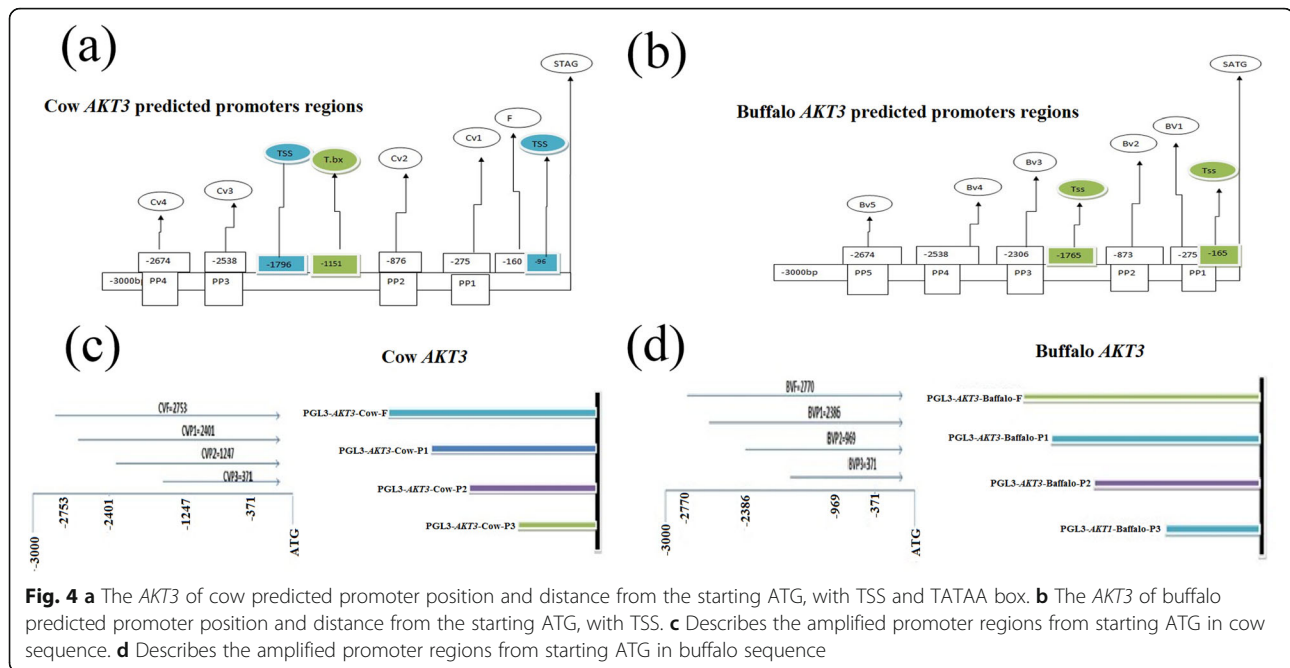 (a)
STAG
Cow AKT3 predicted promoters regions
F
Cv1
TSS
T.bx
Cv2
TSS
Cv3
Cv4
-2674
-2538
-1796
-1151
-876
-275
-160
-96
-3000bp
PP4
PP3
PP2
PP1
(b)
SATG
Buffalo AKT3 predicted promoters regions
BV1
Bv2
Bv3
Tss
Bv4
Tss
Bv5
-2674
-2538
-2306
-1765
-873
-275
-165
-3000bp
PP5
PP4
PP3
PP2
PP1
(c)
Cow AKT3
CVF=2753
CVP1=2401
CVP2=1247
CVP3=371
-3000
-2753
-2401
-1247
-371
ATG
PGL3-AKT3-Cow-F
PGL3-AKT3-Cow-P1
PGL3-AKT3-Cow-P2
PGL3-AKT3-Cow-P3
(d)
Buffalo AKT3
BVF=2770
BVP1=2386
BVP2=969
BVP3=371
-3000
-2770
-2386
-969
-371
ATG
PGL3-AKT3-Baffalo-F
PGL3-AKT3-Baffalo-P1
PGL3-AKT3-Baffalo-P2
PGL3-AKT1-Baffalo-P3
Fig. 4 a The AKT3 of cow predicted promoter position and distance from the starting ATG, with TSS and TATAA box. b The AKT3 of buffalo
predicted promoter position and distance from the starting ATG, with TSS. c Describes the amplified promoter regions from starting ATG in cow
sequence. d Describes the amplified promoter regions from starting ATG in buffalo sequence